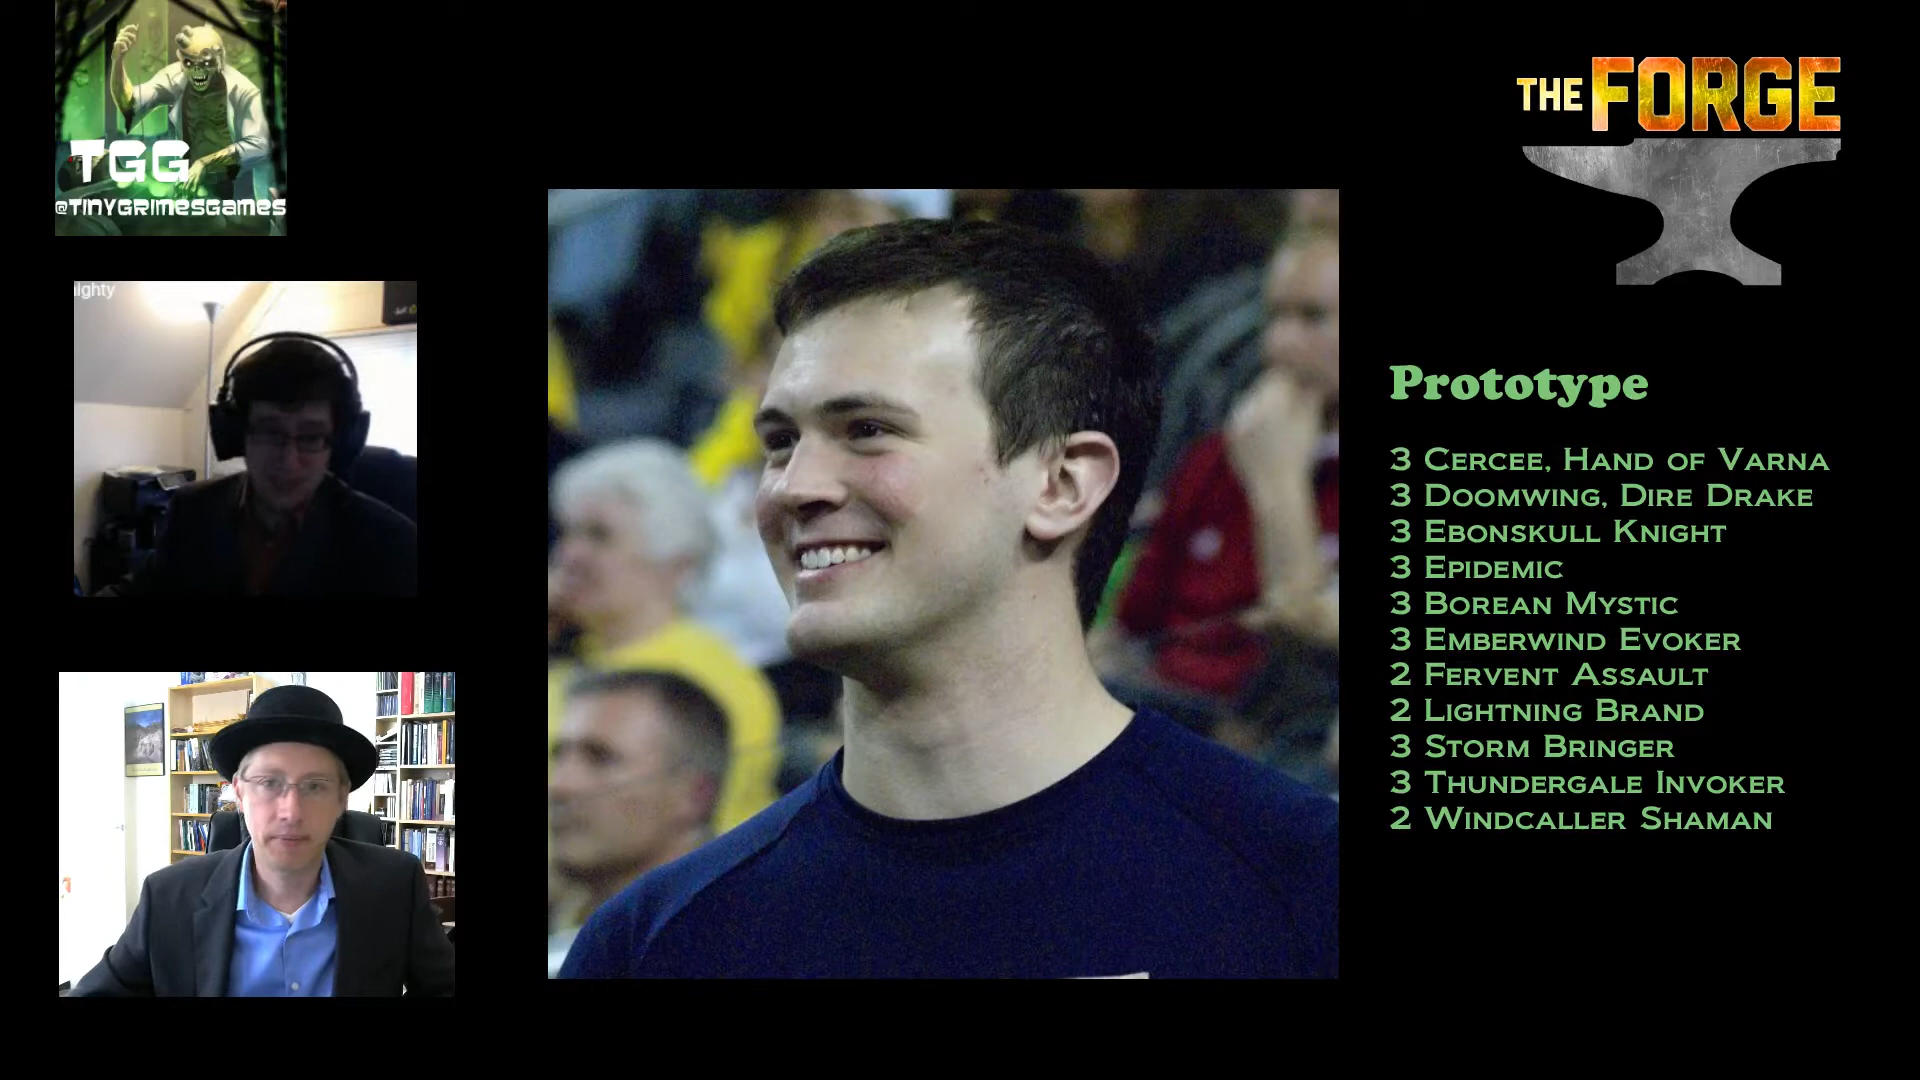 TGG
@TINYGRIMESGAMES
ighty
THE FORGE
Prototype
3 CERCEE, HAND OF VARNA
3 DOOMWING, DIRE DRAKE
3 EBONSKULL KNIGHT
3 EPIDEMIC
3 BOREAN MYSTIC
3 EMBERWIND EVOKER
2 FERVENT ASSAULT
2 LIGHTNING BRAND
3 STORM BRINGER
3 THUNDERGALE INVOKER
2 WINDCALLER SHAMAN